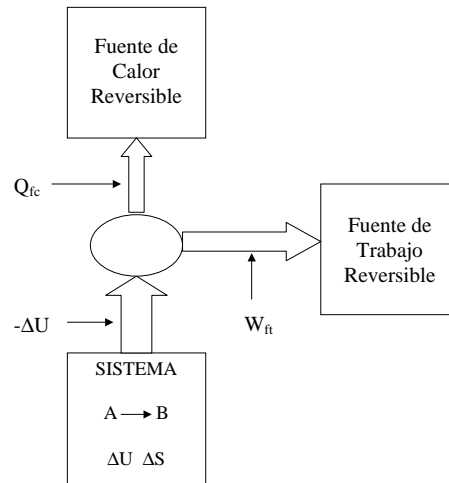 Fuente de
Calor
Reversible
Q_fc
Fuente de
Trabajo
Reversible
W_ft
-ΔU
SISTEMA
A → B
ΔU ΔS